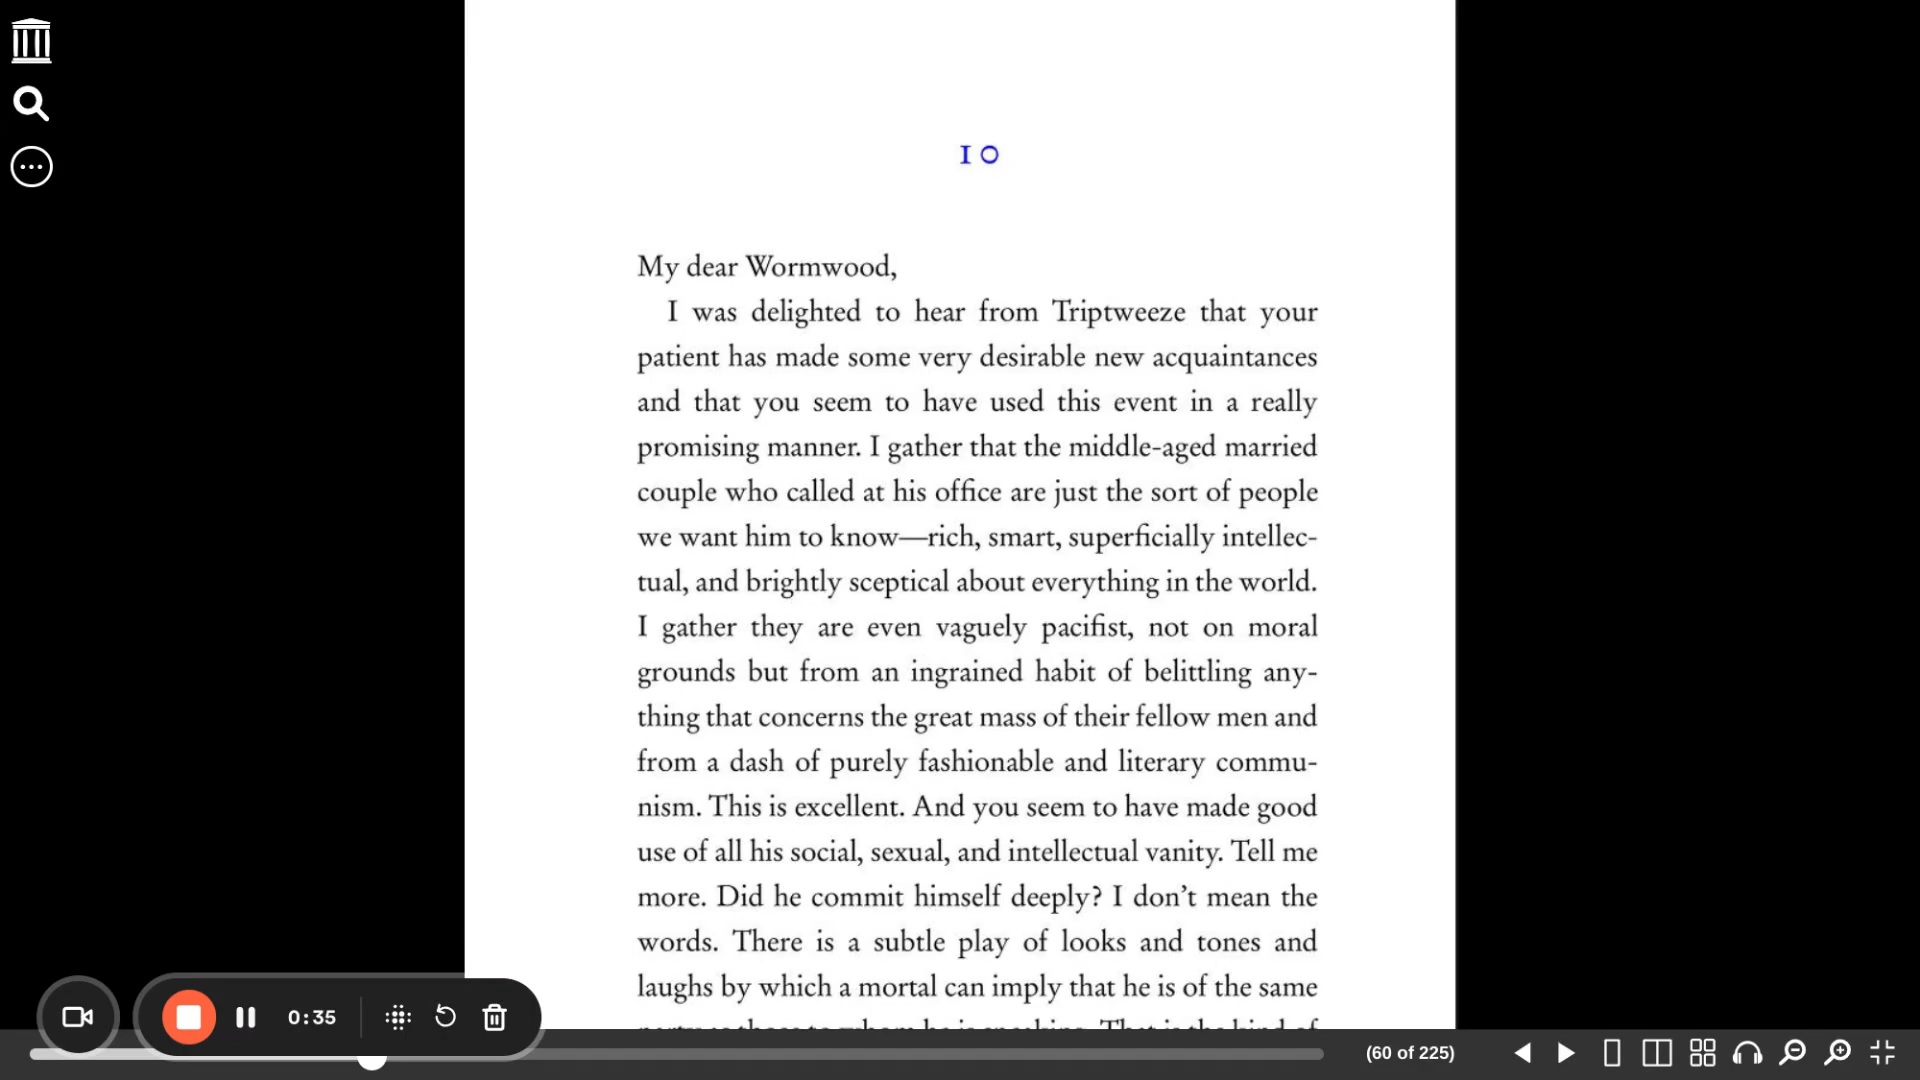 10
My dear Wormwood,
I was delighted to hear from Triptweeze that your
patient has made some very desirable new acquaintances
and that you seem to have used this event in a really
promising manner. I gather that the middle-aged married
couple who called at his office are just the sort of people
we want him to know—rich, smart, superficially intellec-
tual, and brightly sceptical about everything in the world.
I gather they are even vaguely pacifist, not on moral
grounds but from an ingrained habit of belittling any-
thing that concerns the great mass of their fellow men and
from a dash of purely fashionable and literary commu-
nism. This is excellent. And you seem to have made good
use of all his social, sexual, and intellectual vanity. Tell me
more. Did he commit himself deeply? I don’t mean the
words. There is a subtle play of looks and tones and
laughs by which a mortal can imply that he is of the same
0:35
(60 of 225)